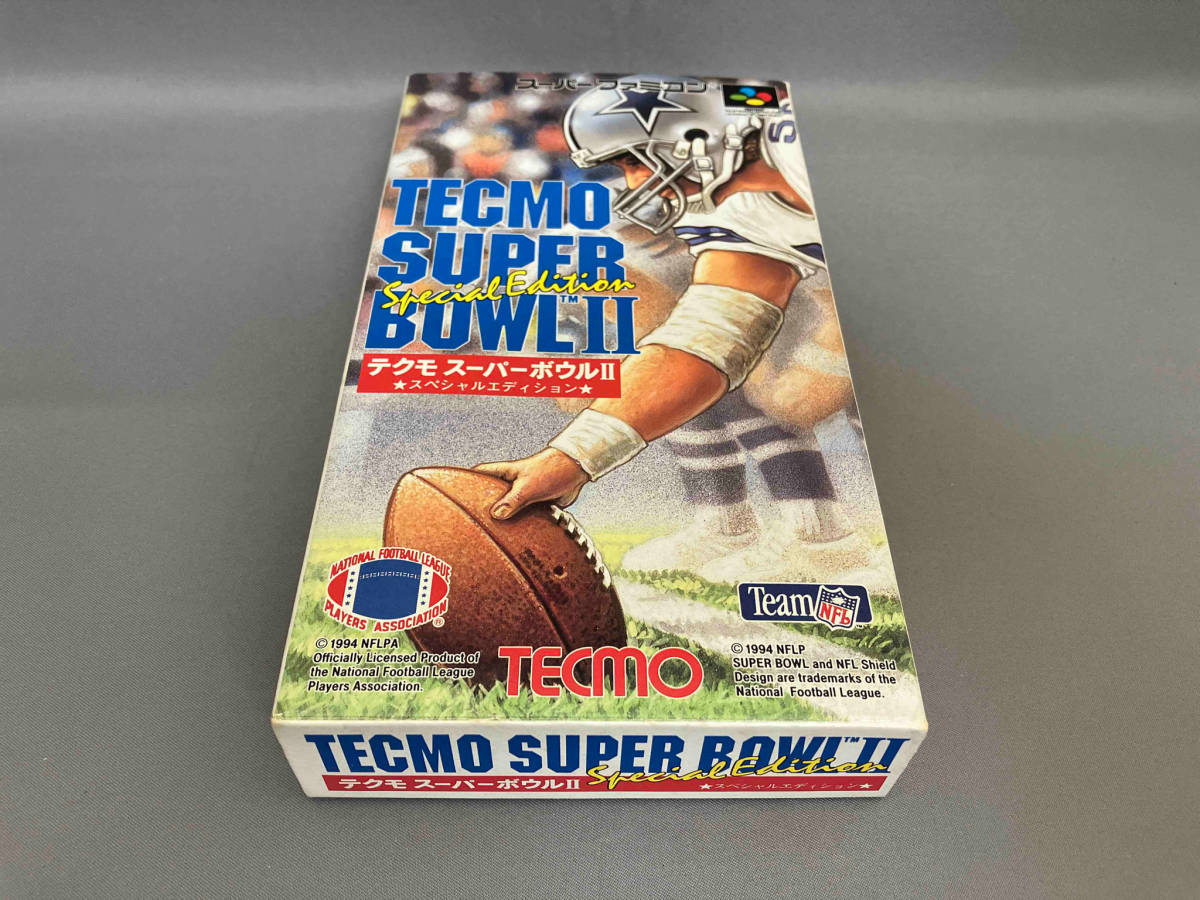 スーパーファミコン
TECMO
SUPER
Special Edition
BOWL™ II
テクモ スーパーボウルII
★スペシャルエディション★
NATIONAL FOOTBALL LEAGUE
PLAYERS ASSOCIATION®
© 1994 NFLPA
Officially Licensed Product of
the National Football League
Players Association.
TECMO
Team NFL
© 1994 NFLP
SUPER BOWL and NFL Shield
Design are trademarks of the
National Football League.
TECMO SUPER BOWL™ II
Special Edition
テクモ スーパーボウルII
★スペシャルエディション★